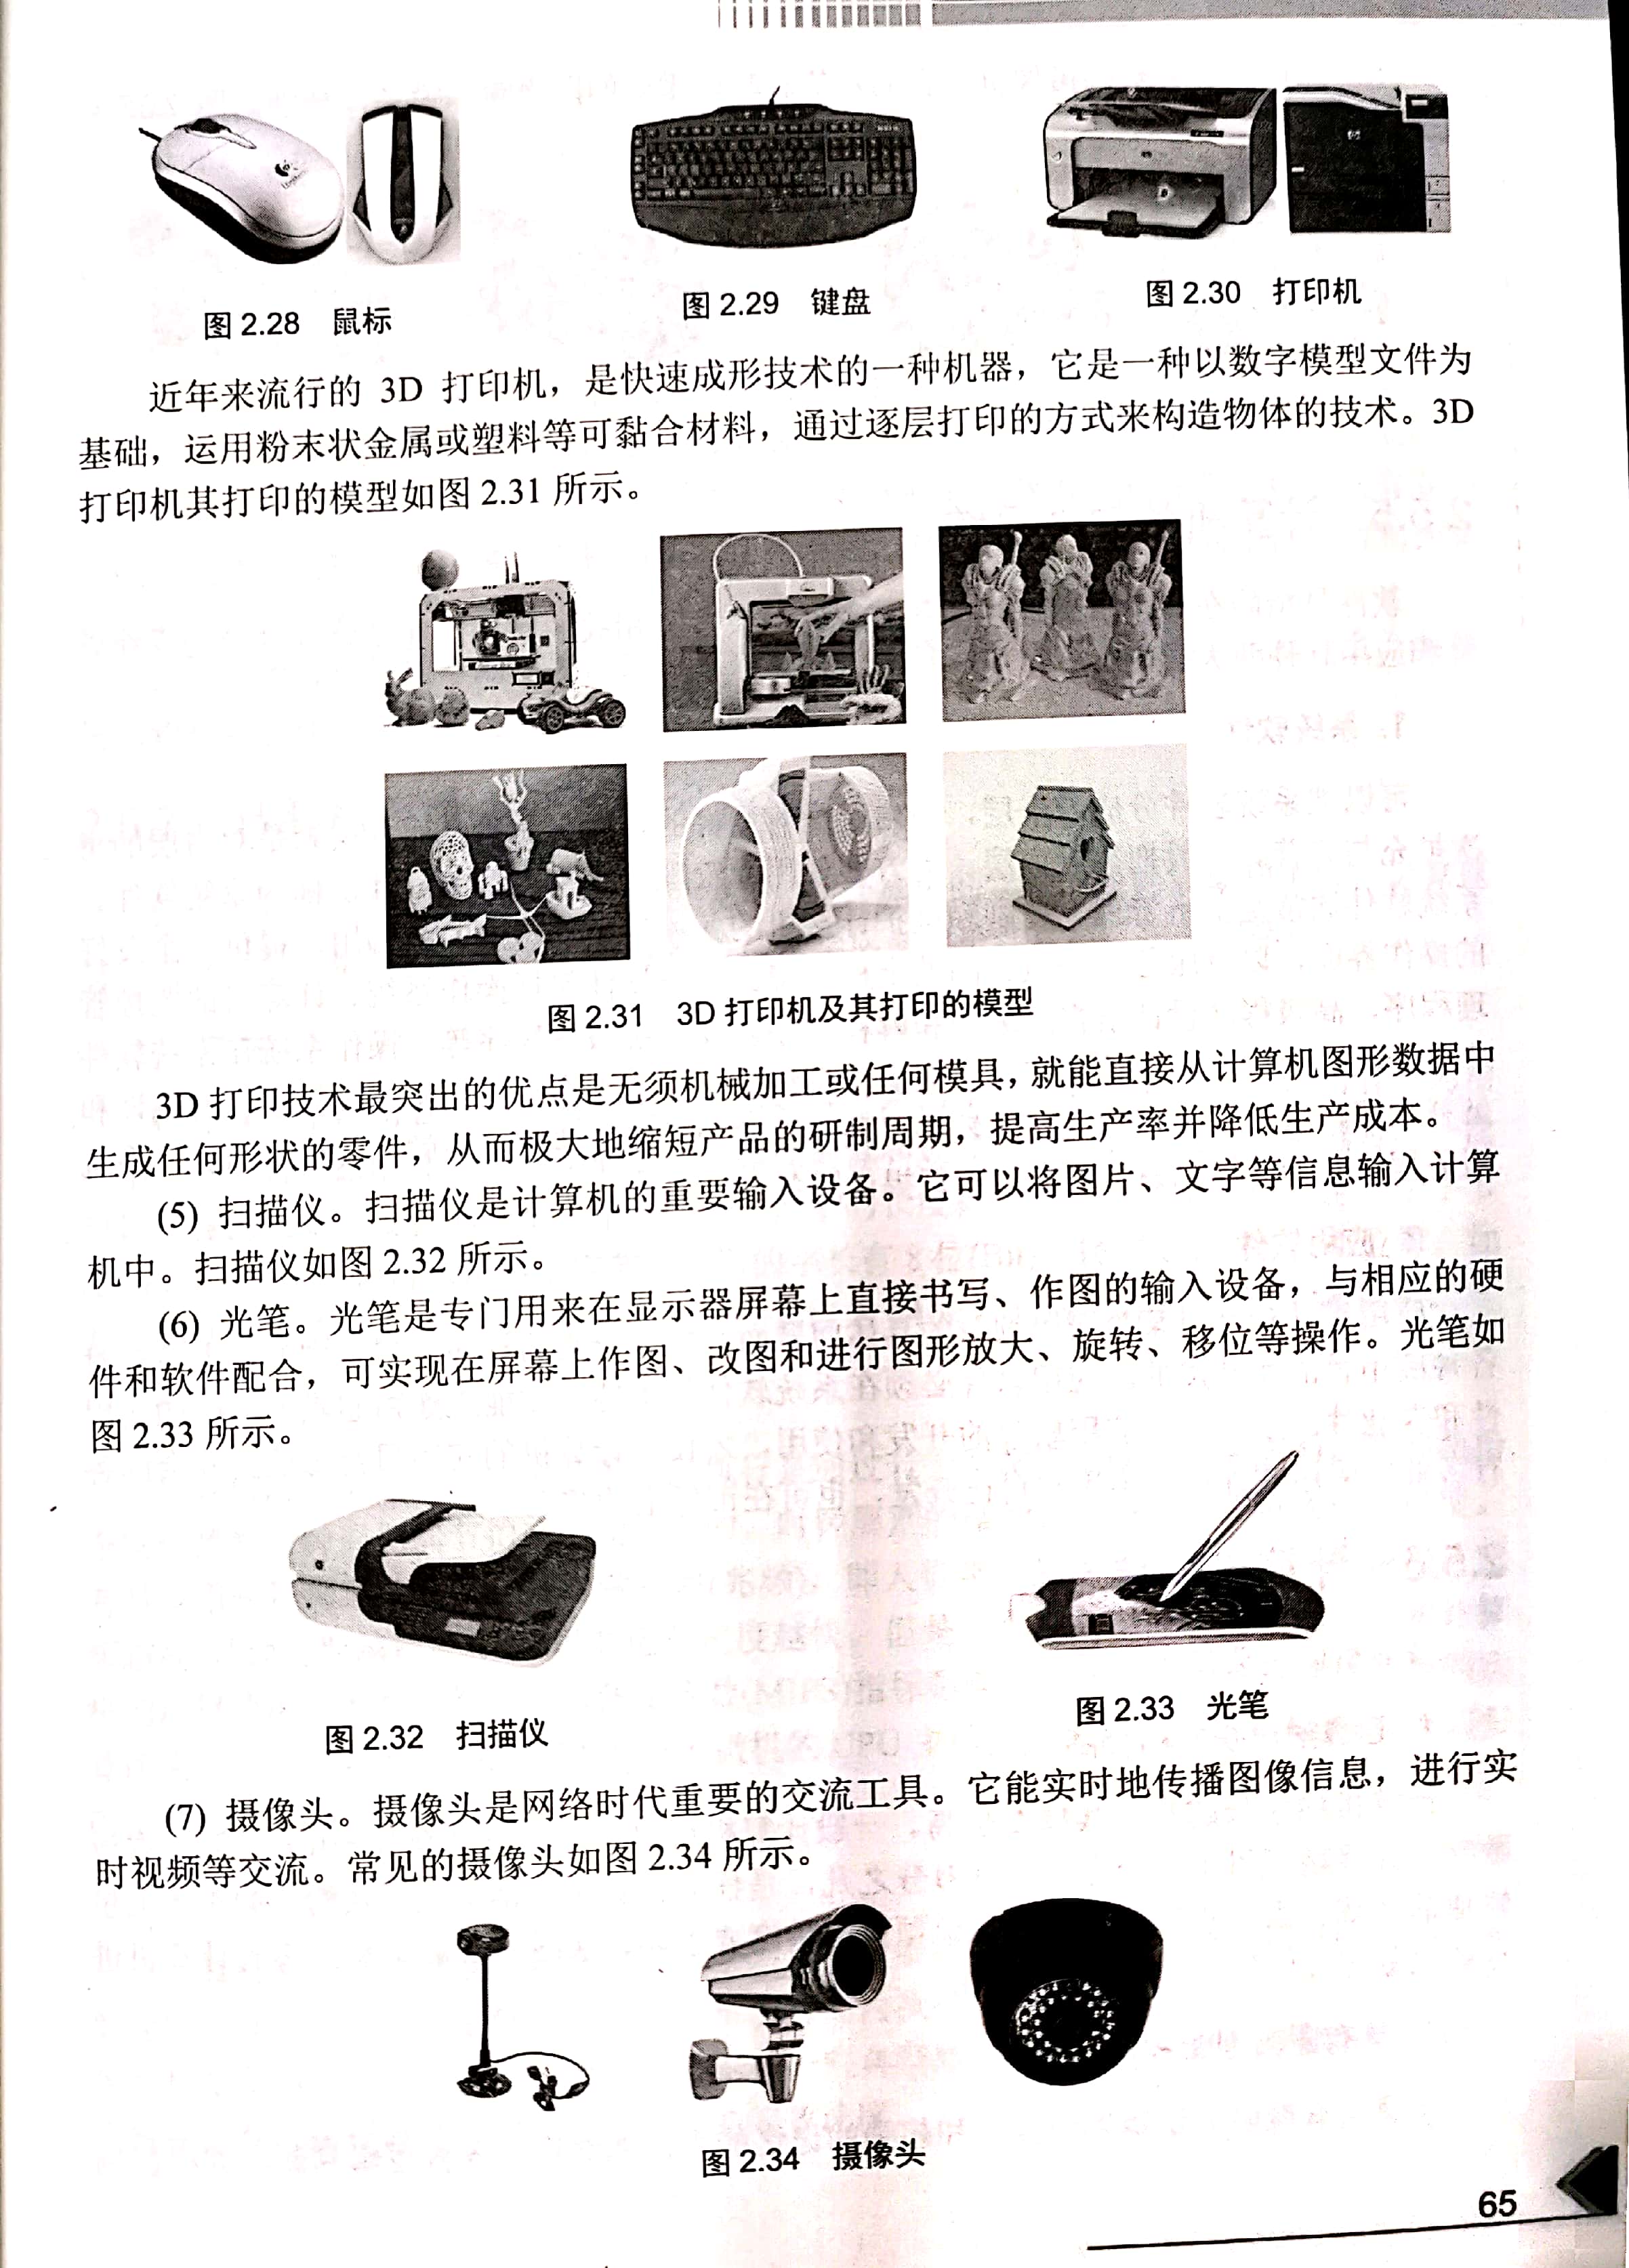 图 2.28 鼠标
图 2.29 键盘
图 2.30 打印机
近年来流行的 3D 打印机，是快速成形技术的一种机器，它是一种以数字模型文件为
基础，运用粉末状金属或塑料等可黏合材料，通过逐层打印的方式来构造物体的技术。3D
打印机其打印的模型如图 2.31 所示。
图 2.31 3D 打印机及其打印的模型
3D 打印技术最突出的优点是无须机械加工或任何模具，就能直接从计算机图形数据中
生成任何形状的零件，从而极大地缩短产品的研制周期，提高生产率并降低生产成本。
(5) 扫描仪。扫描仪是计算机的重要输入设备。它可以将图片、文字等信息输入计算
机中。扫描仪如图 2.32 所示。
(6) 光笔。光笔是专门用来在显示器屏幕上直接书写、作图的输入设备，与相应的硬
件和软件配合，可实现在屏幕上作图、改图和进行图形放大、旋转、移位等操作。光笔如
图 2.33 所示。
图 2.32 扫描仪
图 2.33 光笔
(7) 摄像头。摄像头是网络时代重要的交流工具。它能实时地传播图像信息，进行实
时视频等交流。常见的摄像头如图 2.34 所示。
图 2.34 摄像头
65